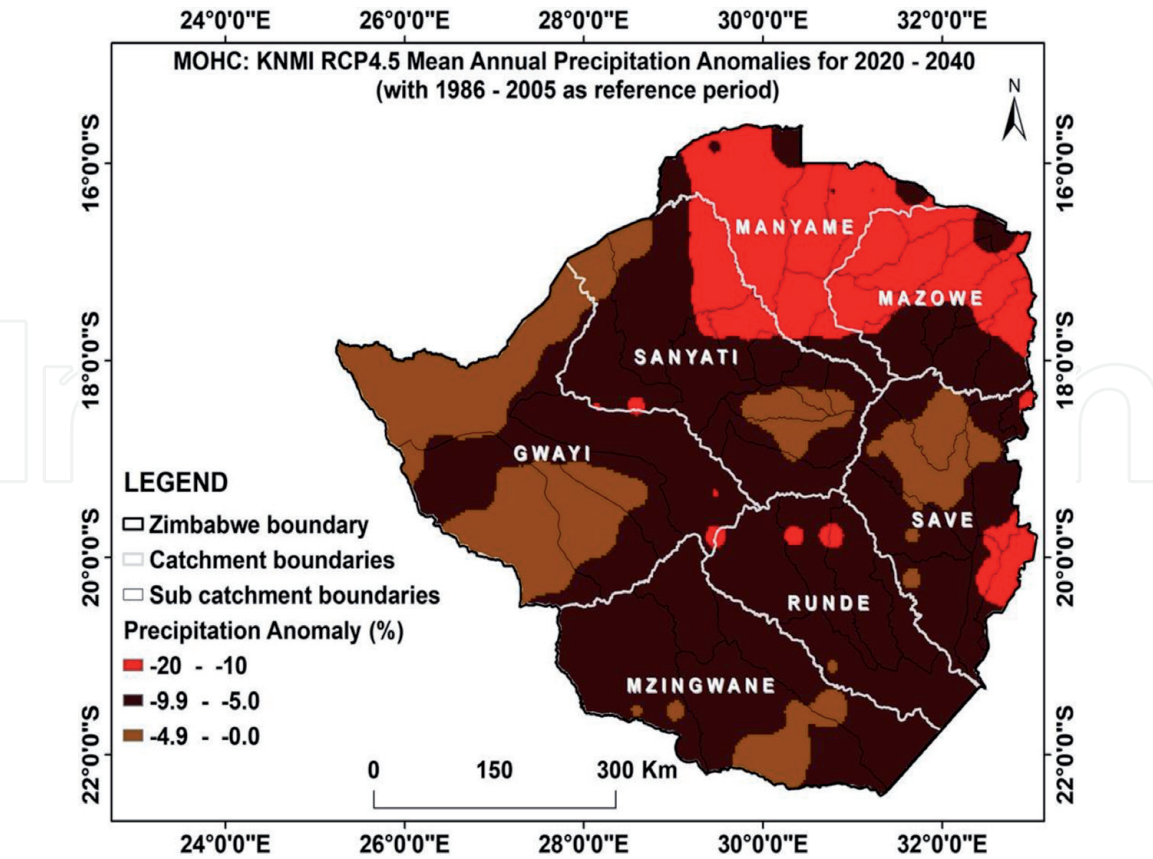 24°0'0"E 26°0'0"E 28°0'0"E 30°0'0"E 32°0'0"E
MOHC: KNMI RCP4.5 Mean Annual Precipitation Anomalies for 2020 - 2040
(with 1986 - 2005 as reference period)
N
16°0'0"S 16°0'0"S
MANYAME
MAZOWE
SANYATI
18°0'0"S 18°0'0"S
GWAYI
SAVE
20°0'0"S 20°0'0"S
RUNDE
MZINGWANE
22°0'0"S 22°0'0"S
LEGEND
Zimbabwe boundary
Catchment boundaries
Sub catchment boundaries
Precipitation Anomaly (%)
-20 - -10
-9.9 - -5.0
-4.9 - -0.0
0 150 300 Km
24°0'0"E 26°0'0"E 28°0'0"E 30°0'0"E 32°0'0"E